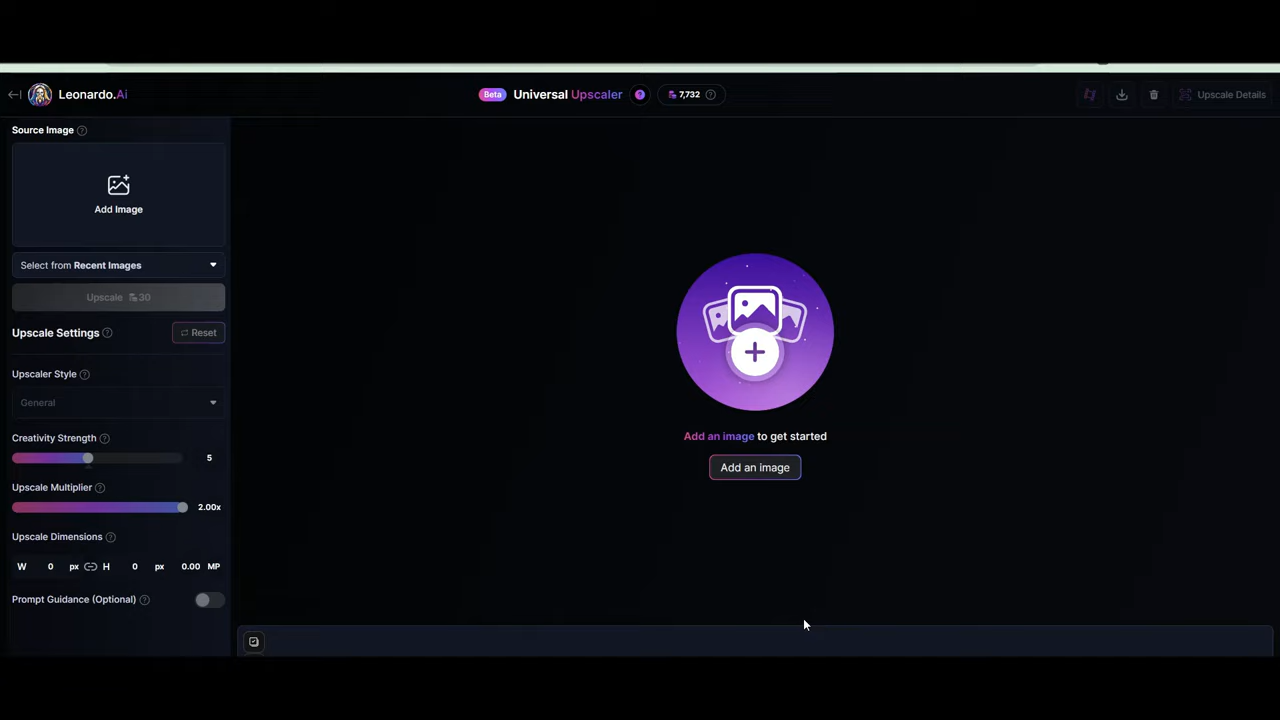 Leonardo.Ai
Beta Universal Upscaler ? 7,732 ?
Upscale Details
Source Image ?
Add Image
Select from Recent Images
Upscale 30
Upscale Settings ? Reset
Upscaler Style ?
General
Creativity Strength ?
5
Upscale Multiplier ?
2.00x
Upscale Dimensions ?
W 0 px H 0 px 0.00 MP
Prompt Guidance (Optional) ?
Add an image to get started
Add an image